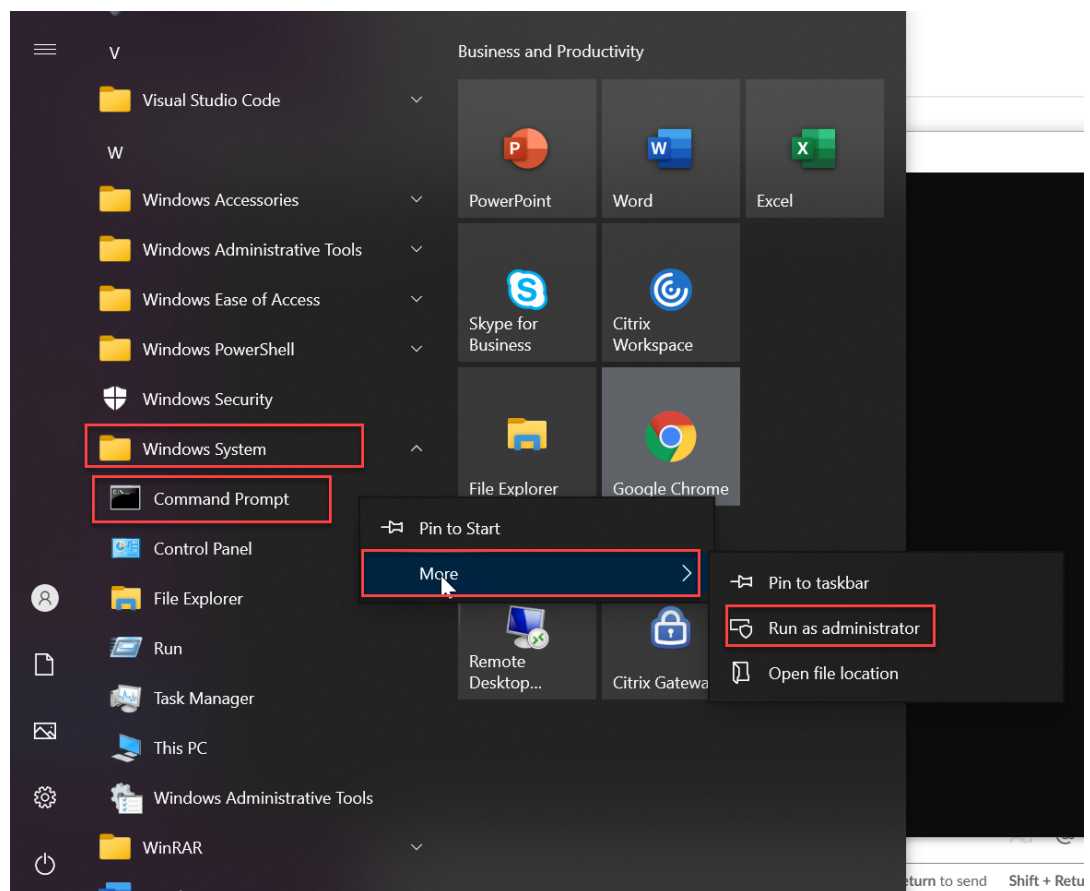 V
Visual Studio Code
W
Windows Accessories
Windows Administrative Tools
Windows Ease of Access
Windows PowerShell
Windows Security
Windows System
Command Prompt
Control Panel
File Explorer
Run
Task Manager
This PC
Windows Administrative Tools
WinRAR
Business and Productivity
P
PowerPoint
W
Word
X
Excel
S
Skype for
Business
Citrix
Workspace
File Explorer
Google Chrome
Remote
Desktop...
Citrix Gatewa
Pin to Start
More
Pin to taskbar
Run as administrator
Open file location
eturn to send Shift + Retu